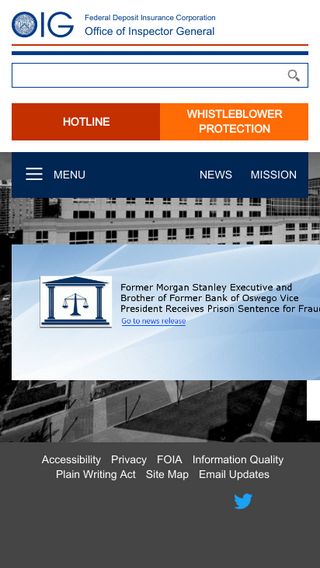 OIG
Federal Deposit Insurance Corporation
Office of Inspector General
HOTLINE
WHISTLEBLOWER
PROTECTION
MENU
NEWS
MISSION
Former Morgan Stanley Executive and
Brother of Former Bank of Oswego Vice
President Receives Prison Sentence for Frau
Go to news release
Accessibility Privacy FOIA Information Quality
Plain Writing Act Site Map Email Updates